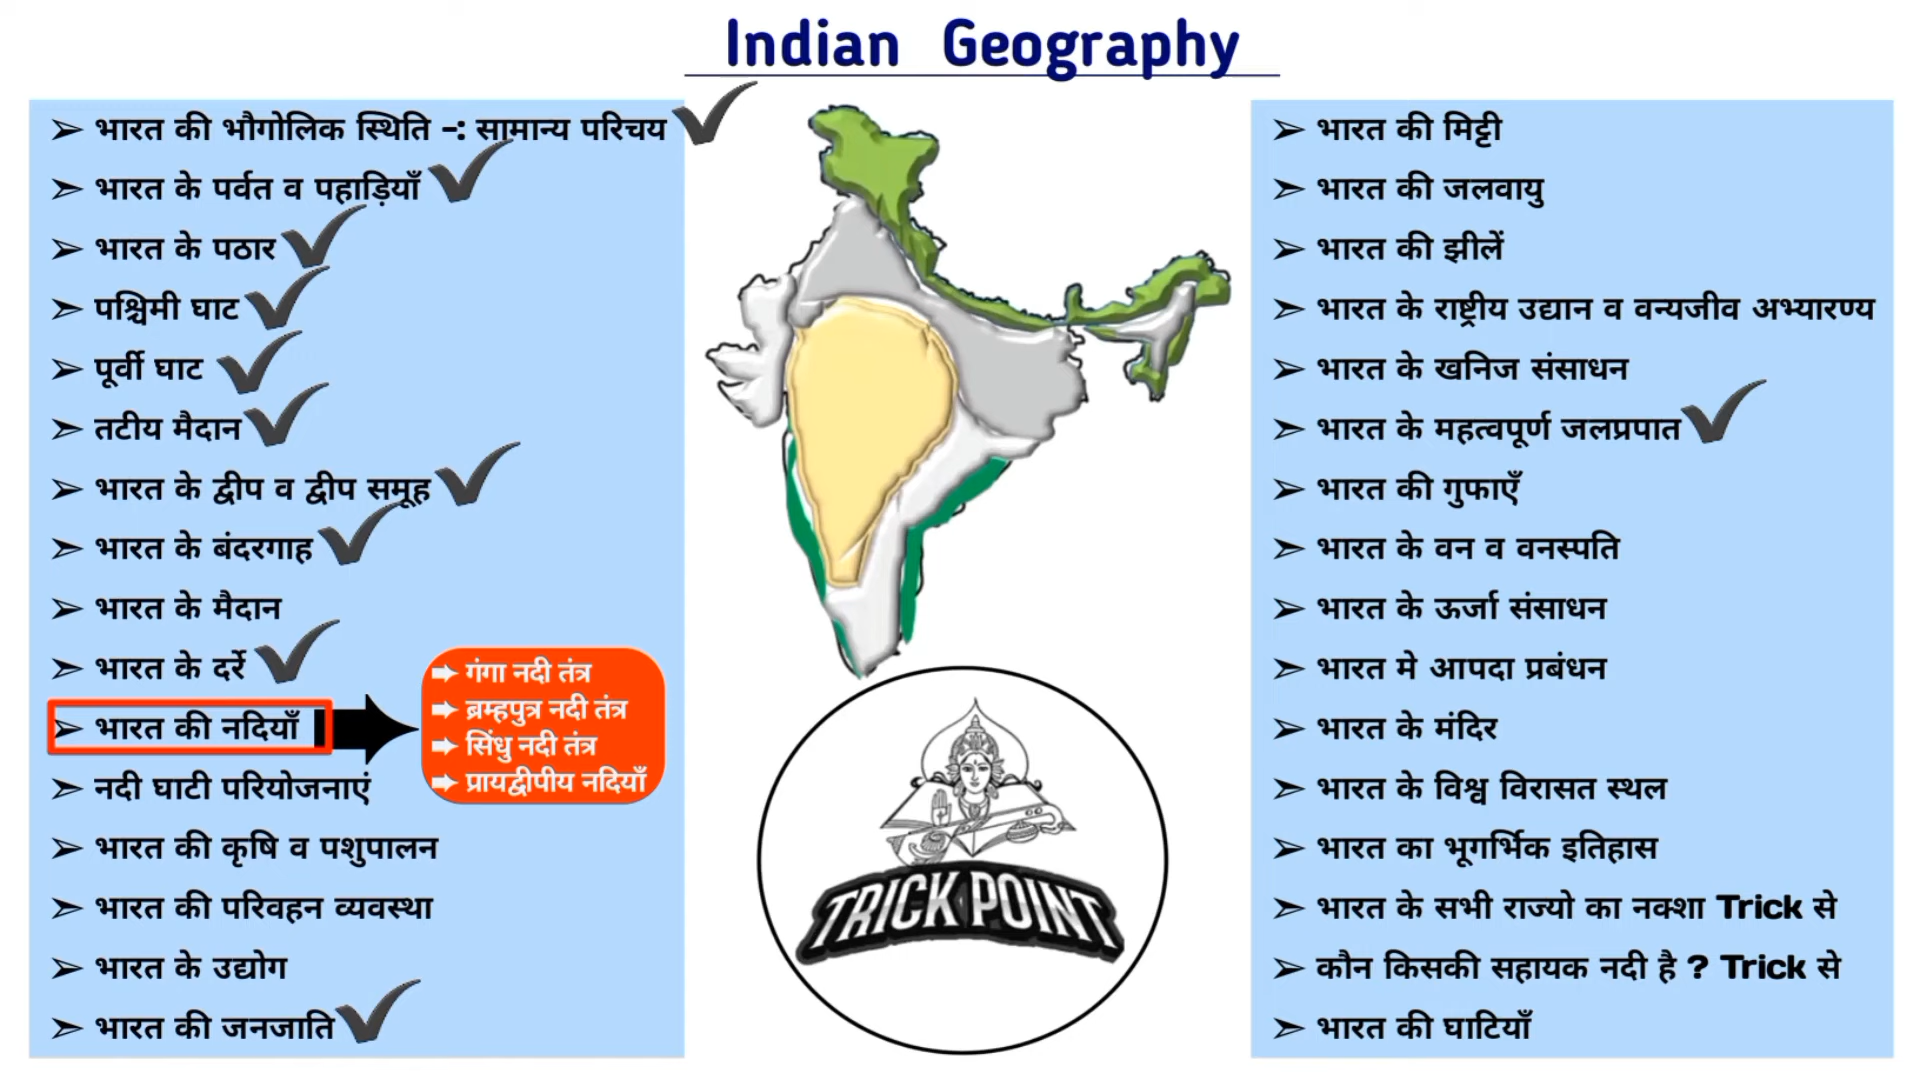 Indian Geography
➢ भारत की भौगोलिक स्थिति -: सामान्य परिचय
➢ भारत के पर्वत व पहाड़ियाँ
➢ भारत के पठार
➢ पश्चिमी घाट
➢ पूर्वी घाट
➢ तटीय मैदान
➢ भारत के द्वीप व द्वीप समूह
➢ भारत के बंदरगाह
➢ भारत के मैदान
➢ भारत के दर्रे
➢ भारत की नदियाँ
गंगा नदी तंत्र
ब्रम्हपुत्र नदी तंत्र
सिंधु नदी तंत्र
प्रायद्वीपीय नदियाँ
➢ नदी घाटी परियोजनाएं
➢ भारत की कृषि व पशुपालन
➢ भारत की परिवहन व्यवस्था
➢ भारत के उद्योग
➢ भारत की जनजाति
TRICK POINT
➢ भारत की मिट्टी
➢ भारत की जलवायु
➢ भारत की झीलें
➢ भारत के राष्ट्रीय उद्यान व वन्यजीव अभ्यारण्य
➢ भारत के खनिज संसाधन
➢ भारत के महत्वपूर्ण जलप्रपात
➢ भारत की गुफाएँ
➢ भारत के वन व वनस्पति
➢ भारत के ऊर्जा संसाधन
➢ भारत मे आपदा प्रबंधन
➢ भारत के मंदिर
➢ भारत के विश्व विरासत स्थल
➢ भारत का भूगर्भिक इतिहास
➢ भारत के सभी राज्यो का नक्शा Trick से
➢ कौन किसकी सहायक नदी है ? Trick से
➢ भारत की घाटियाँ